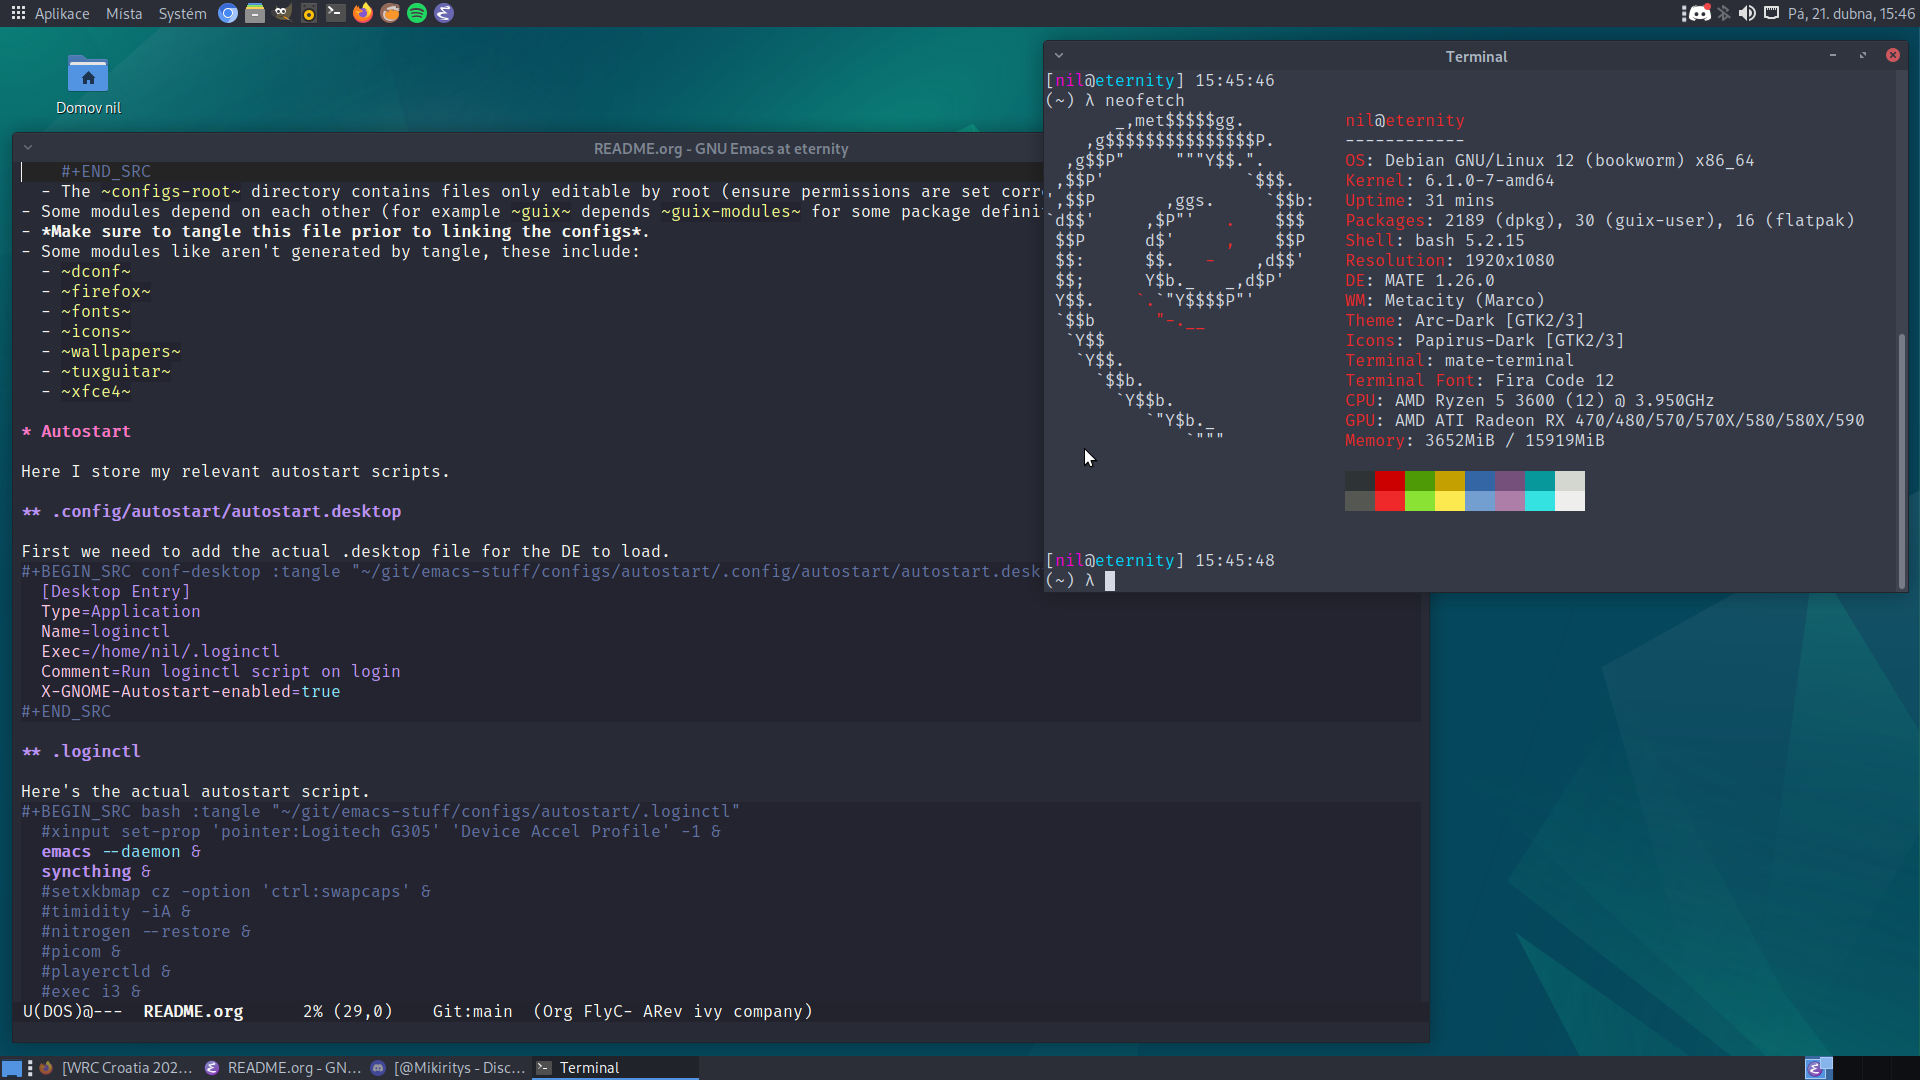 Aplikace Místa Systém
Pá, 21. dubna, 15:46
Domov nil
README.org - GNU Emacs at eternity
#+END_SRC
- The ~configs-root~ directory contains files only editable by root (ensure permissions are set corr
- Some modules depend on each other (for example ~guix~ depends ~guix-modules~ for some package defini
- *Make sure to tangle this file prior to linking the configs*.
- Some modules like aren't generated by tangle, these include:
- ~dconf~
- ~firefox~
- ~fonts~
- ~icons~
- ~wallpapers~
- ~tuxguitar~
- ~xfce4~
* Autostart
Here I store my relevant autostart scripts.
** .config/autostart/autostart.desktop
First we need to add the actual .desktop file for the DE to load.
#+BEGIN_SRC conf-desktop :tangle "~/git/emacs-stuff/configs/autostart/.config/autostart/autostart.desk
[Desktop Entry]
Type=Application
Name=loginctl
Exec=/home/nil/.loginctl
Comment=Run loginctl script on login
X-GNOME-Autostart-enabled=true
#+END_SRC
** .loginctl
Here's the actual autostart script.
#+BEGIN_SRC bash :tangle "~/git/emacs-stuff/configs/autostart/.loginctl"
#xinput set-prop 'pointer:Logitech G305' 'Device Accel Profile' -1 &
emacs --daemon &
syncthing &
#setxkbmap cz -option 'ctrl:swapcaps' &
#timidity -iA &
#nitrogen --restore &
#picom &
#playerctld &
#exec i3 &
U(DOS)@--- README.org 2% (29,0) Git:main (Org FlyC- ARev ivy company)
Terminal
[nil@eternity] 15:45:46
(~) λ neofetch
_,met$$$$$gg.
,g$$$$$$$$$$$$$$$P.
,g$$P" """Y$$.".
,$$P' `$$$.
',$$P ,ggs. `$$b:
`d$$' ,$P"' . $$$
$$P d$' , $$P
$$: $$. - ,d$$'
$$; Y$b._ _,d$P'
Y$$. `.`"Y$$$$P"'
`$$b "-.__
`Y$$
`Y$$.
`$$b.
`Y$$b.
`"Y$b._
`"""
nil@eternity
------------
OS: Debian GNU/Linux 12 (bookworm) x86_64
Kernel: 6.1.0-7-amd64
Uptime: 31 mins
Packages: 2189 (dpkg), 30 (guix-user), 16 (flatpak)
Shell: bash 5.2.15
Resolution: 1920x1080
DE: MATE 1.26.0
WM: Metacity (Marco)
Theme: Arc-Dark [GTK2/3]
Icons: Papirus-Dark [GTK2/3]
Terminal: mate-terminal
Terminal Font: Fira Code 12
CPU: AMD Ryzen 5 3600 (12) @ 3.950GHz
GPU: AMD ATI Radeon RX 470/480/570/570X/580/580X/590
Memory: 3652MiB / 15919MiB
[nil@eternity] 15:45:48
(~) λ
[WRC Croatia 202... README.org - GN... [@Mikiritys - Disc... Terminal